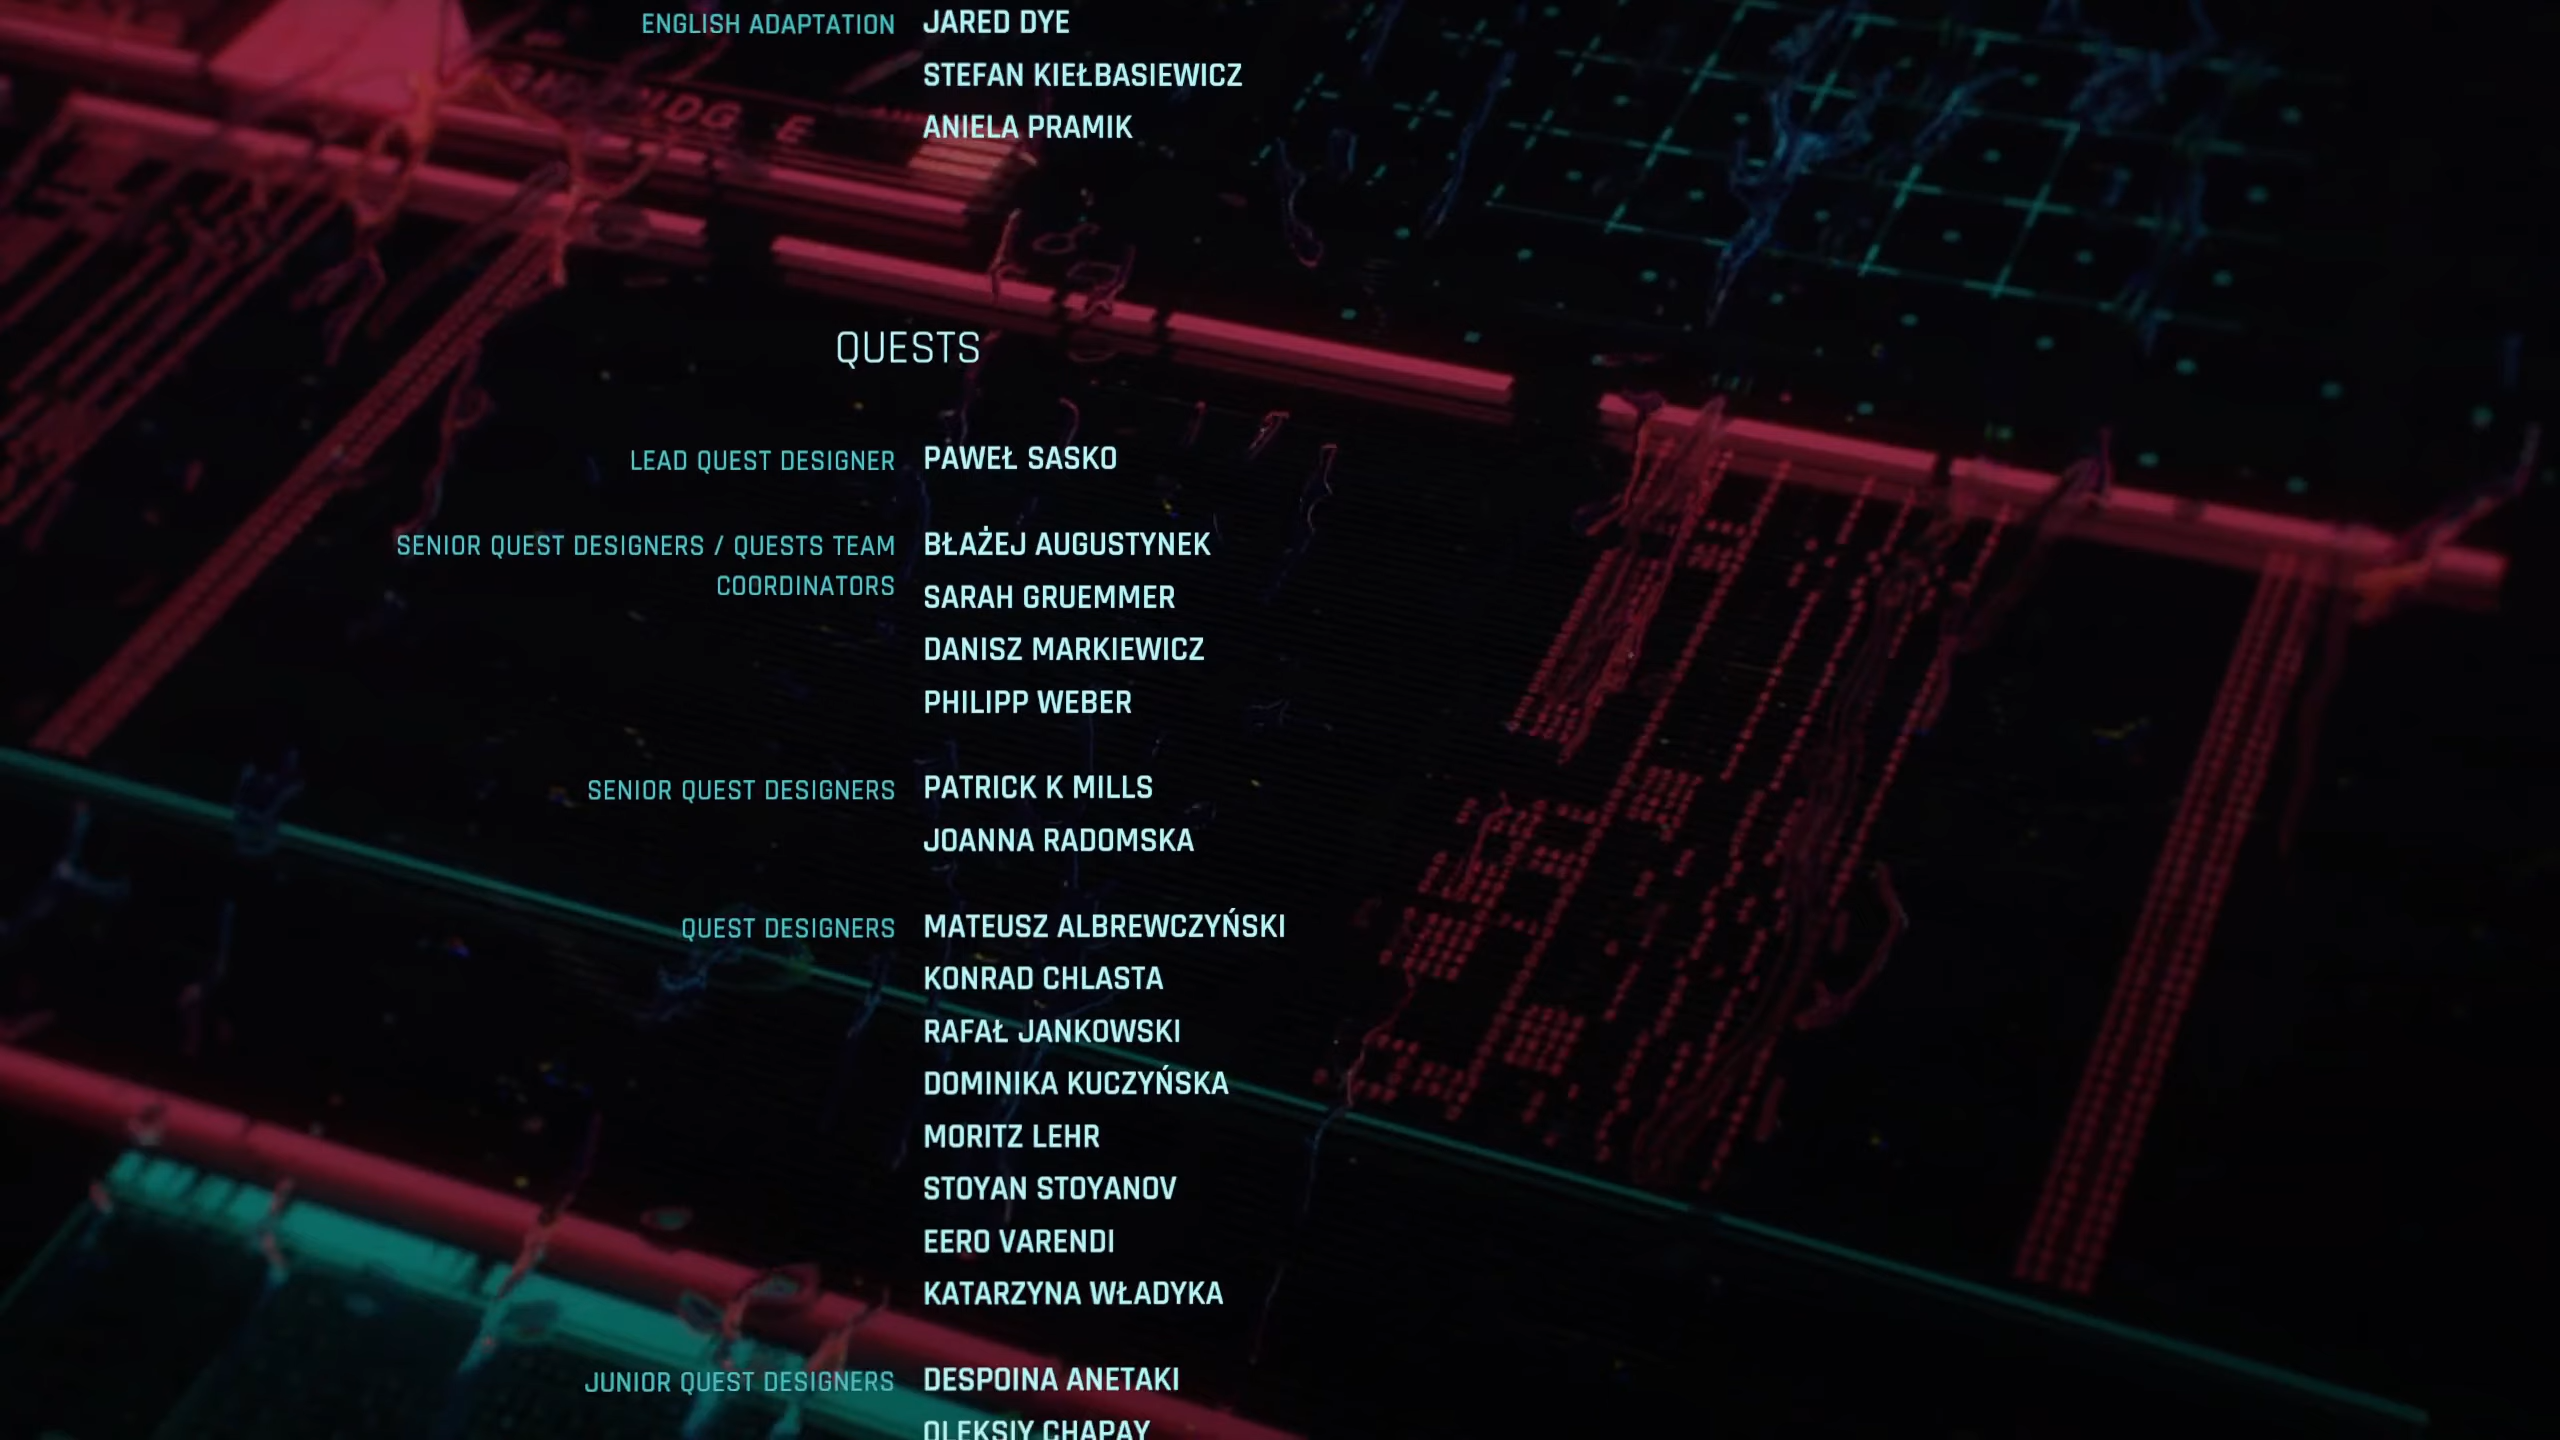 ENGLISH ADAPTATION JARED DYE
STEFAN KIEŁBASIEWICZ
ANIELA PRAMIK
QUESTS
LEAD QUEST DESIGNER PAWEŁ SASKO
SENIOR QUEST DESIGNERS / QUESTS TEAM COORDINATORS BŁAŻEJ AUGUSTYNEK
SARAH GRUEMMER
DANISZ MARKIEWICZ
PHILIPP WEBER
SENIOR QUEST DESIGNERS PATRICK K MILLS
JOANNA RADOMSKA
QUEST DESIGNERS MATEUSZ ALBREWCZYŃSKI
KONRAD CHLASTA
RAFAŁ JANKOWSKI
DOMINIKA KUCZYŃSKA
MORITZ LEHR
STOYAN STOYANOV
EERO VARENDI
KATARZYNA WŁADYKA
JUNIOR QUEST DESIGNERS DESPOINA ANETAKI
OLEKSIY CHAPAY